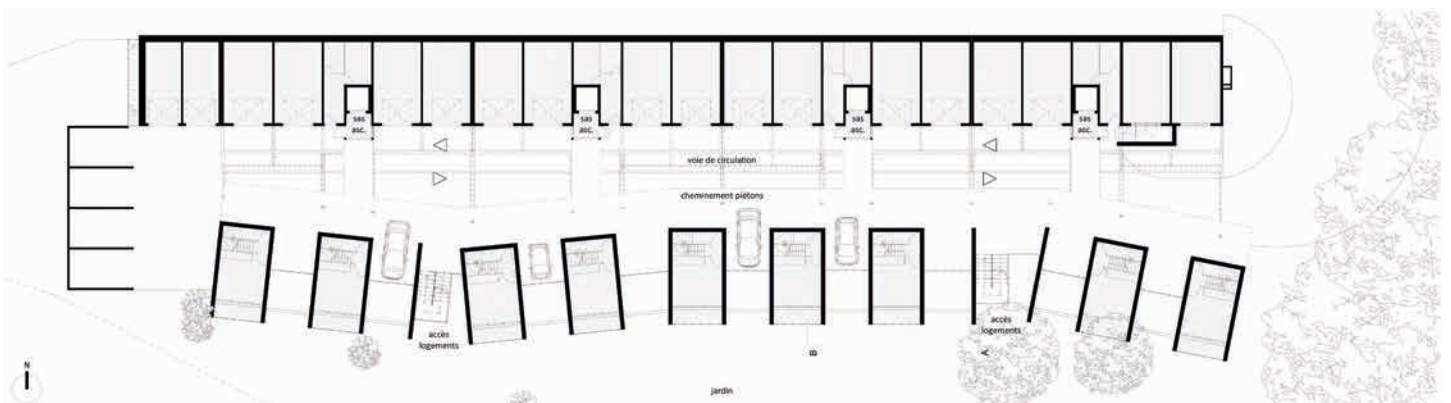 sas
asc.
sas
asc.
sas
asc.
sas
asc.
voie de circulation
cheminement piétons
accès
logements
accès
logements
B
A
N
jardin